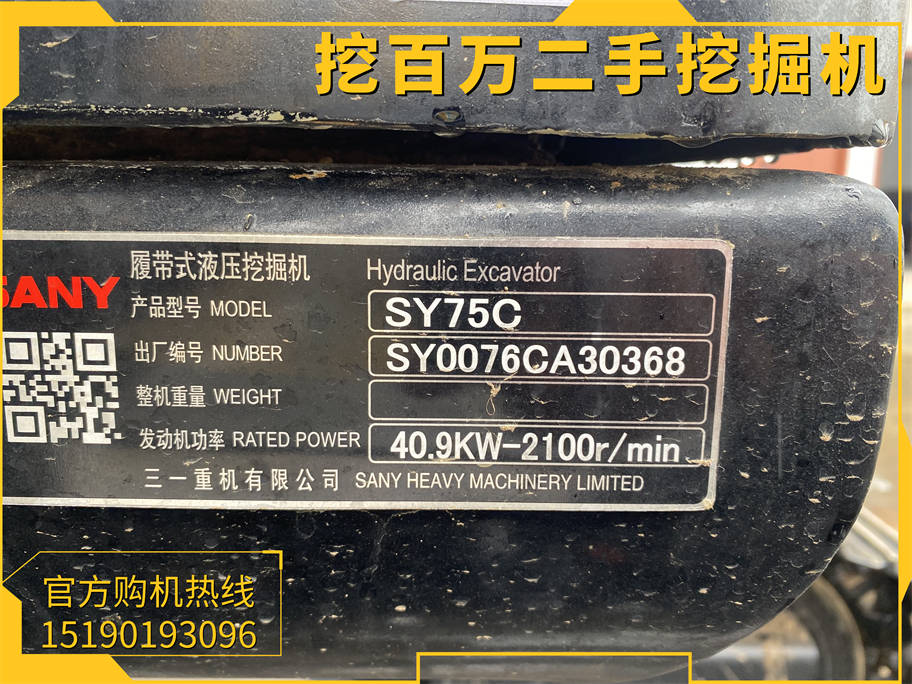 挖百万二手挖掘机
SANY
履带式液压挖掘机 Hydraulic Excavator
产品型号 MODEL SY75C
出厂编号 NUMBER SY0076CA30368
整机重量 WEIGHT
发动机功率 RATED POWER 40.9KW-2100r/min
三一重机有限公司 SANY HEAVY MACHINERY LIMITED
官方购机热线
15190193096